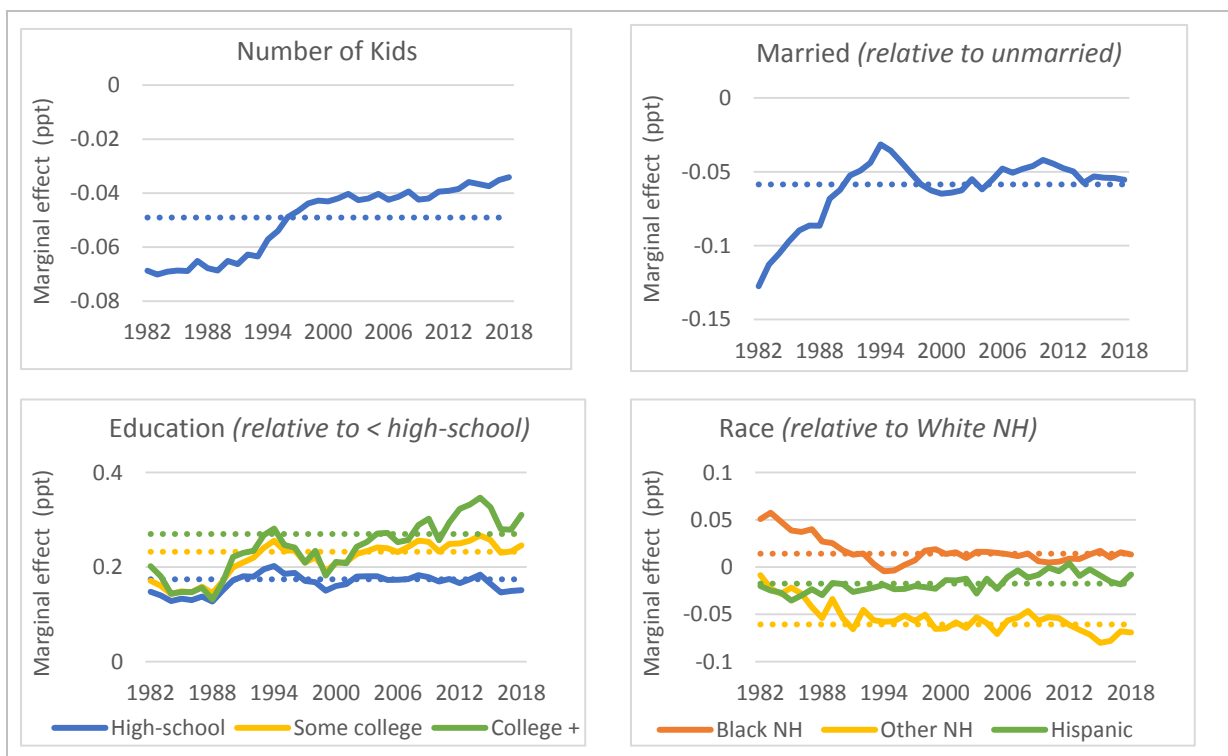 Number of Kids
Marginal effect (ppt)
0
-0.02
-0.04
-0.06
-0.08
1982 1988 1994 2000 2006 2012 2018
Married (relative to unmarried)
Marginal effect (ppt)
0
-0.05
-0.1
-0.15
1982 1988 1994 2000 2006 2012 2018
Education (relative to < high-school)
Marginal effect (ppt)
0.4
0.2
0
1982 1988 1994 2000 2006 2012 2018
High-school Some college College +
Race (relative to White NH)
Marginal effect (ppt)
0.1
0.05
0
-0.05
-0.1
1982 1988 1994 2000 2006 2012 2018
Black NH Other NH Hispanic